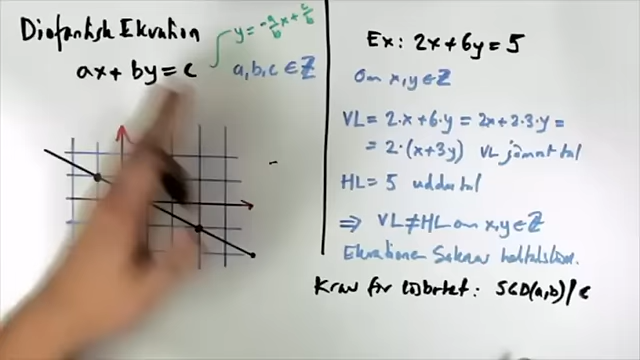 Diofantisk Ekvation
y = -a/b x + c/b
ax + by = c
a, b, c ∈ ℤ
Ex: 2x + 6y = 5
Om x, y ∈ ℤ
VL = 2·x + 6·y = 2x + 2·3·y =
= 2·(x + 3y) VL jämnt tal
HL = 5 udda tal
⇒ VL ≠ HL om x, y ∈ ℤ
Ekvationen Saknar heltalslösn.
Krav för lösbarhet: SGD(a,b)|c